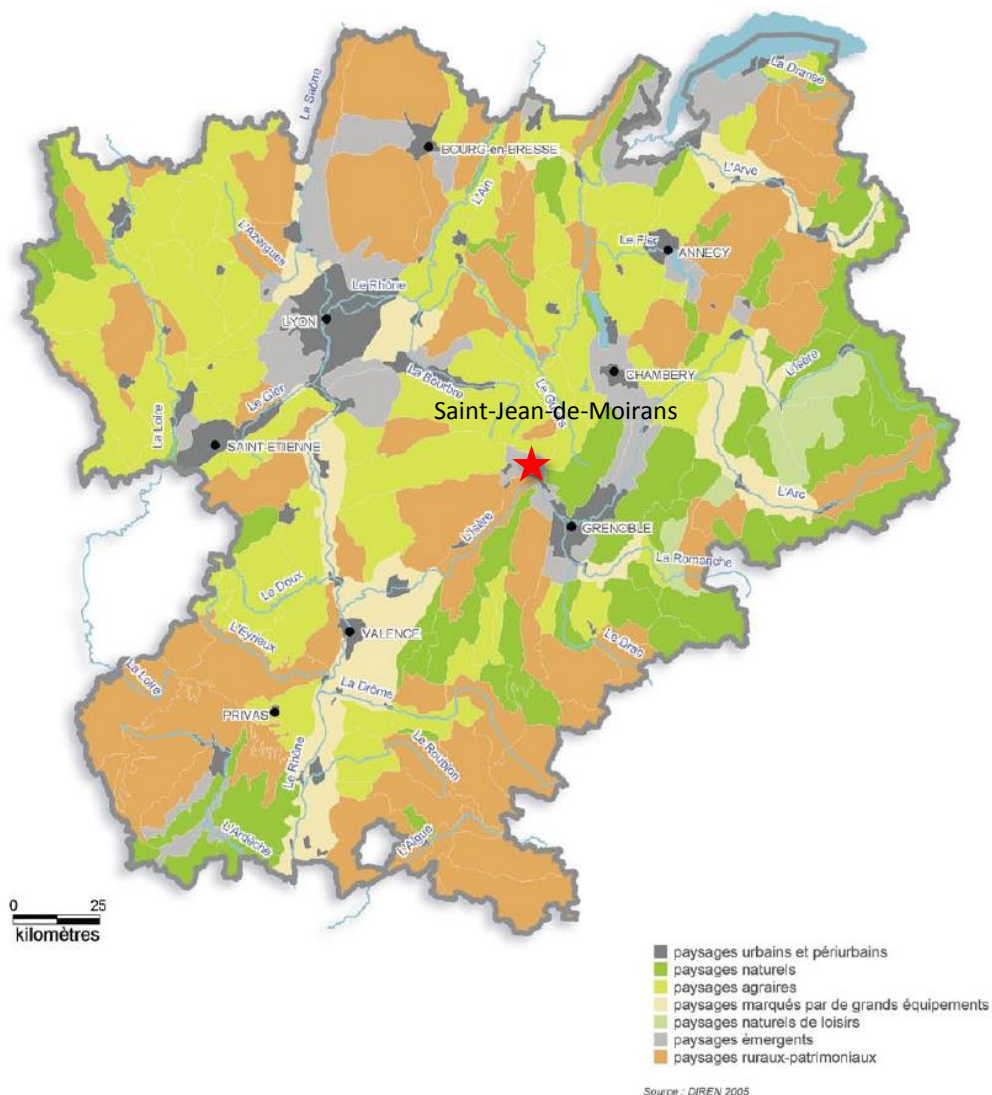 La Dranse
La Saône
BOURG-en-BRESSE
L'Arve
L'Ain
L'Azergues
Le Fier
ANNECY
Le Rhône
LYON
L'Isère
CHAMBERY
La Bourbre
Le Guiers
Le Gier
La Loire
Saint-Jean-de-Moirans
SAINT-ETIENNE
L'Arc
L'Isère
GRENOBLE
La Romanche
Le Doux
L'Eyrieux
VALENCE
Le Drac
La Loire
La Drôme
PRIVAS
Le Rhône
Le Roubion
L'Ardèche
L'Aigue
0 25
kilomètres
paysages urbains et périurbains
paysages naturels
paysages agraires
paysages marqués par de grands équipements
paysages naturels de loisirs
paysages émergents
paysages ruraux-patrimoniaux
Source : DIREN 2005